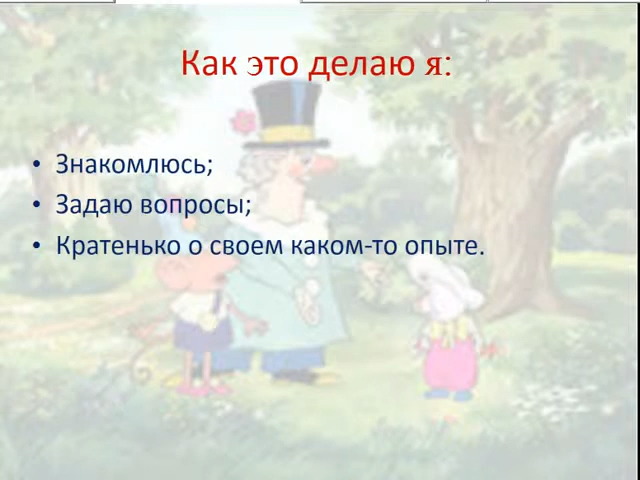 Как это делаю я:
• Знакомлюсь;
• Задаю вопросы;
• Кратенько о своем каком-то опыте.